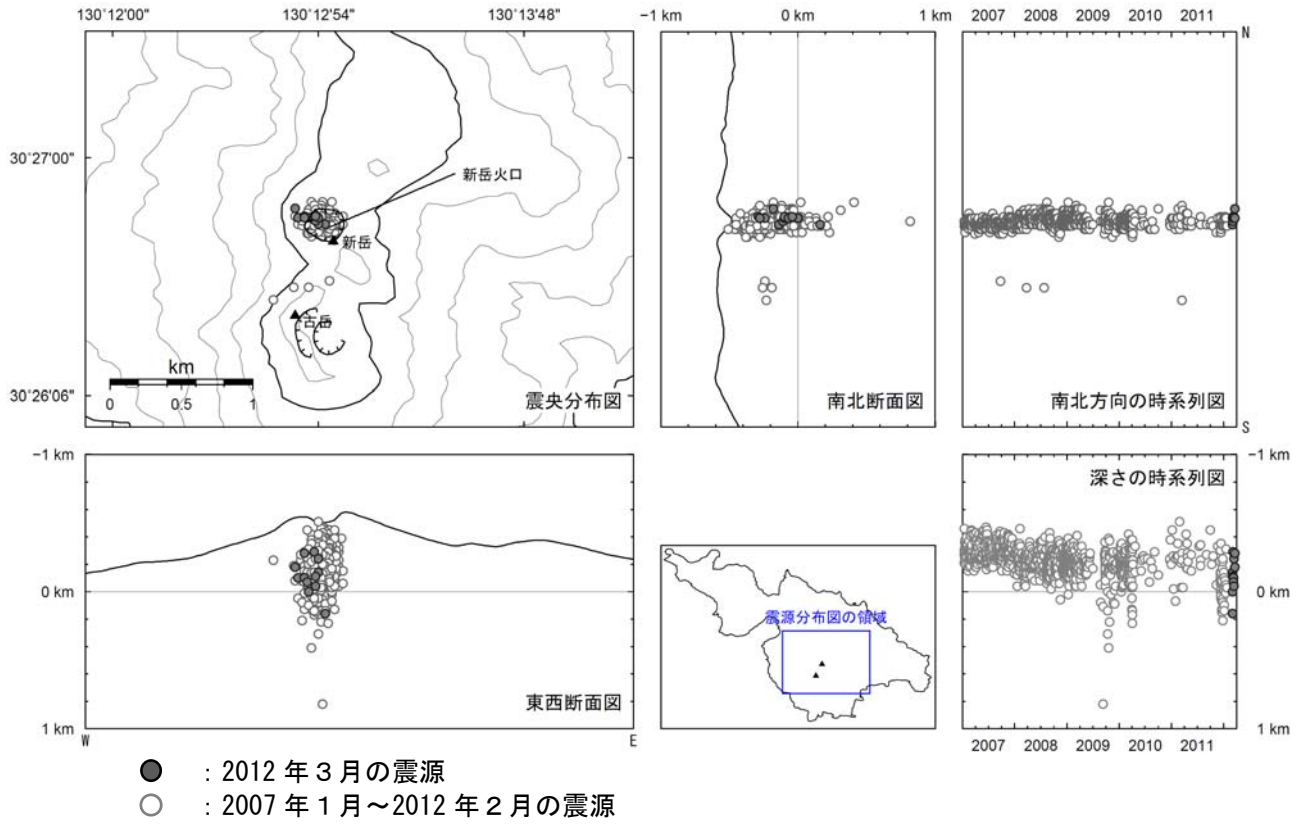 130°12'00" 130°12'54" 130°13'48"
30°27'00"
30°26'06"
新岳火口
新岳
古岳
km
0 0.5 1
震央分布図
−1 km 0 km 1 km
南北断面図
2007 2008 2009 2010 2011
N
S
南北方向の時系列図
−1 km
0 km
1 km
W E
東西断面図
震源分布図の領域
深さの時系列図
−1 km
0 km
1 km
2007 2008 2009 2010 2011
：2012 年３月の震源
：2007 年１月～2012 年２月の震源